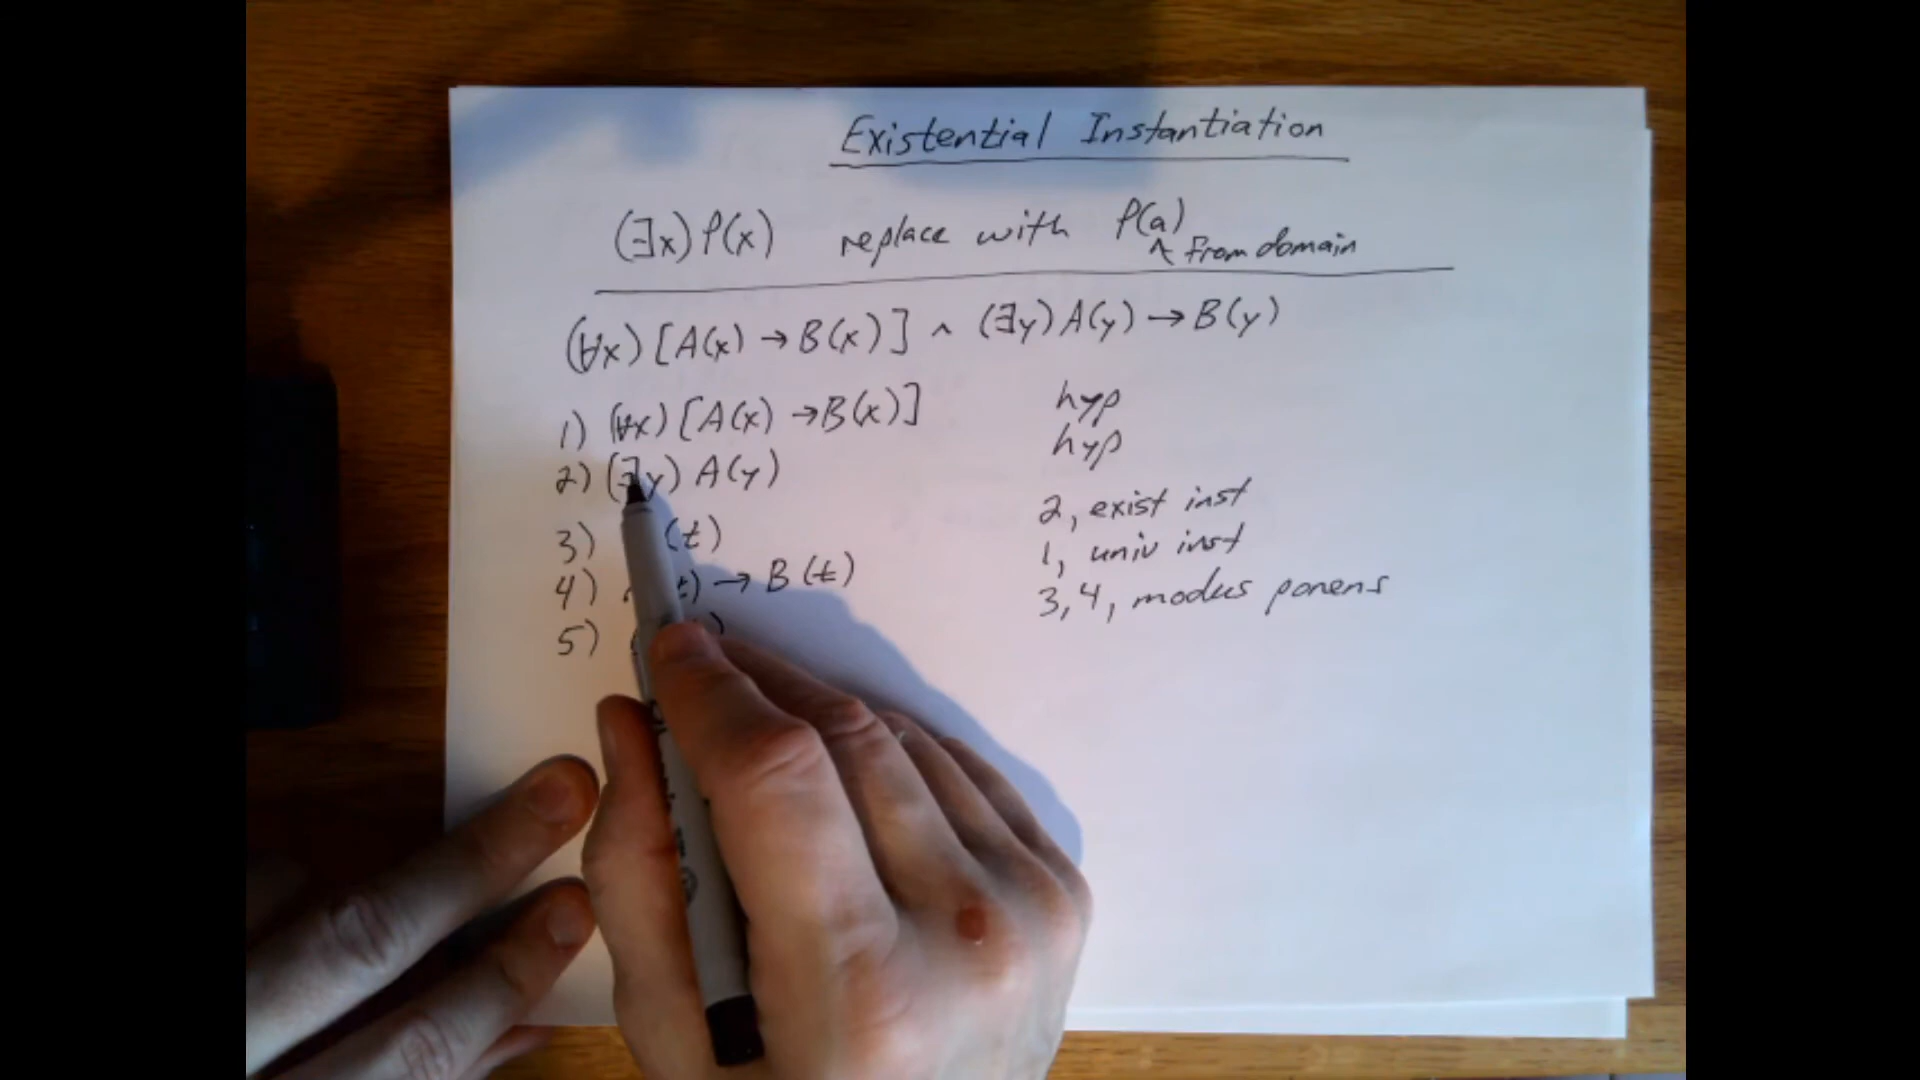 Existential Instantiation
(∃x) P(x) replace with P(a)
^ from domain
(∀x) [A(x) → B(x)] ^ (∃y) A(y) → B(y)
1) (∀x) [A(x) → B(x)] hyp
2) (∃y) A(y) hyp
3) (t) 2, exist inst
4) t) → B(t) 1, univ inst
5) 3,4, modus ponens